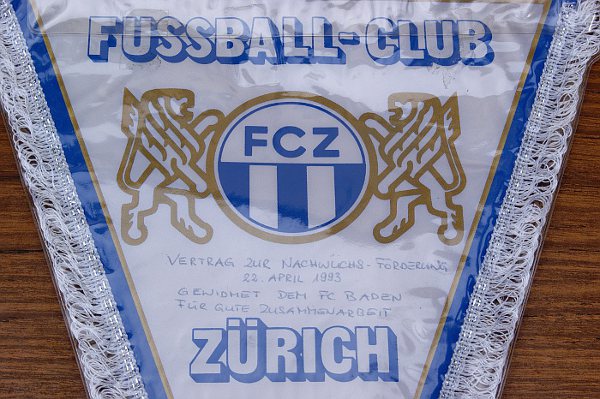 FUSSBALL-CLUB
FCZ
VERTRAG ZUR NACHWUCHS-FÖRDERUNG
22. APRIL 1993
GEWIDMET DEM FC BADEN
FÜR GUTE ZUSAMMENARBEIT
ZÜRICH